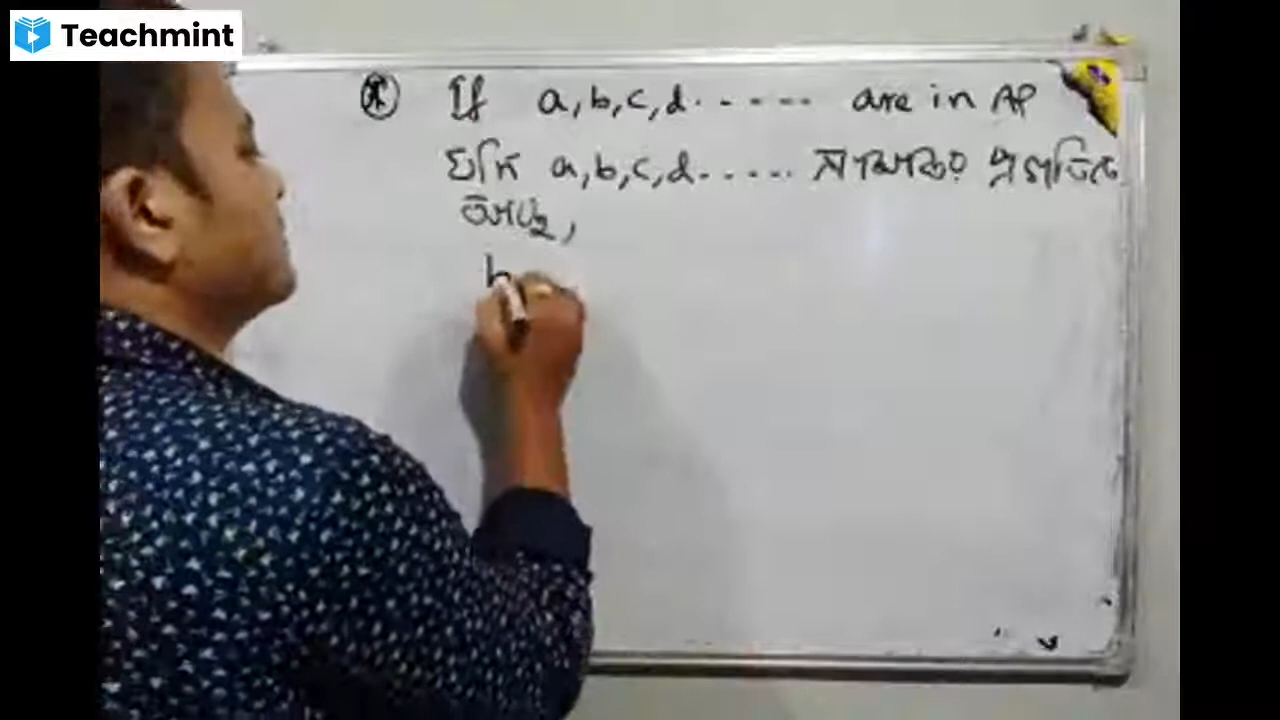 Teachmint
If a, b, c, d ...... are in AP
যদি a, b, c, d ...... সমান্তর প্রগতিত
থাকে,
b